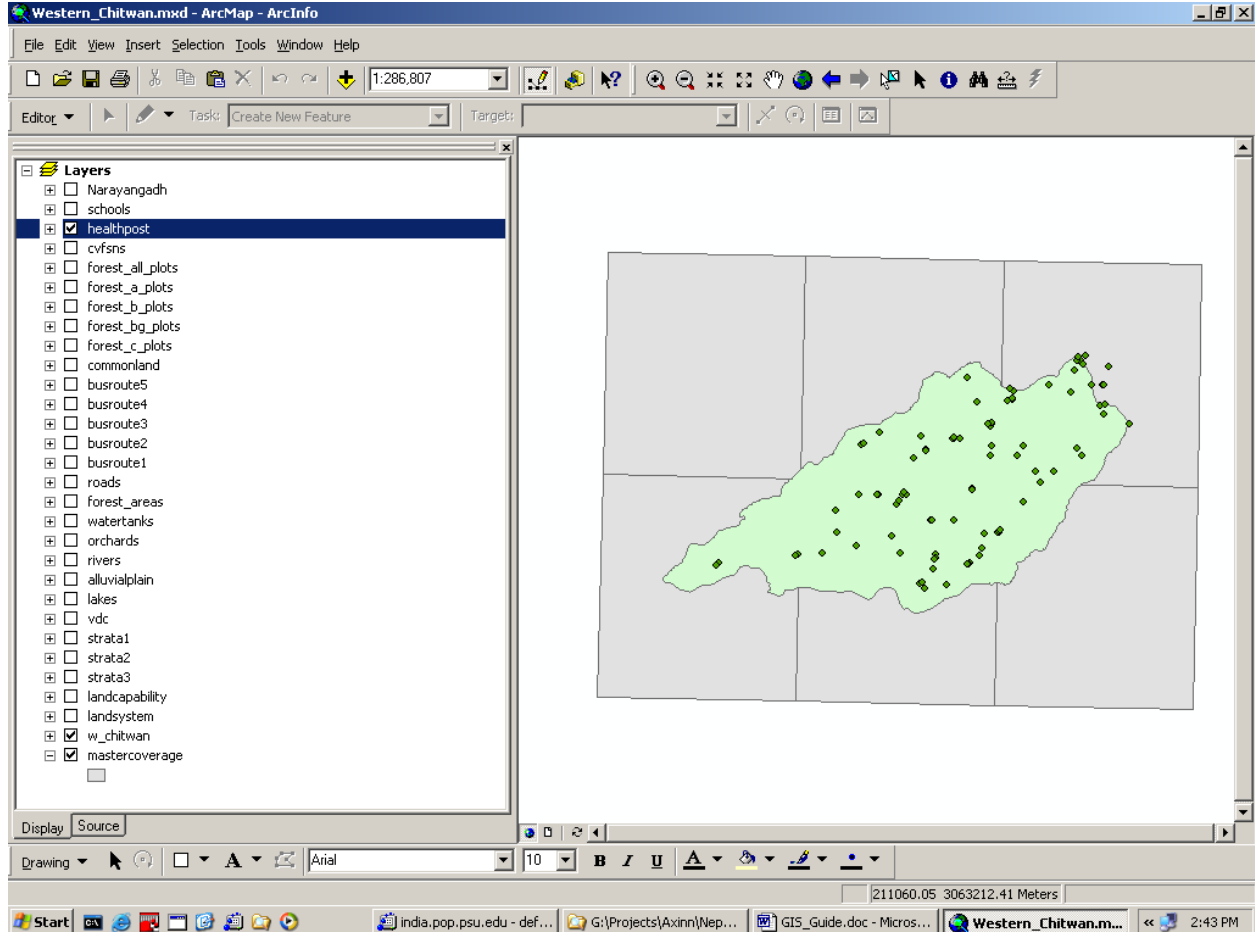 Western_Chitwan.mxd - ArcMap - ArcInfo
File Edit View Insert Selection Tools Window Help
1:286,807
Editor Task: Create New Feature Target:
Layers
Narayangadh
schools
healthpost
cvfsns
forest_all_plots
forest_a_plots
forest_b_plots
forest_bg_plots
forest_c_plots
commonland
busroute5
busroute4
busroute3
busroute2
busroute1
roads
forest_areas
watertanks
orchards
rivers
alluvialplain
lakes
vdc
strata1
strata2
strata3
landcapability
landsystem
w_chitwan
mastercoverage
Display Source
Drawing A Arial 10 B I U A
211060.05 3063212.41 Meters
Start india.pop.psu.edu - def... G:\Projects\Axinn\Nep... GIS_Guide.doc - Micros... Western_Chitwan.m... « 2:43 PM